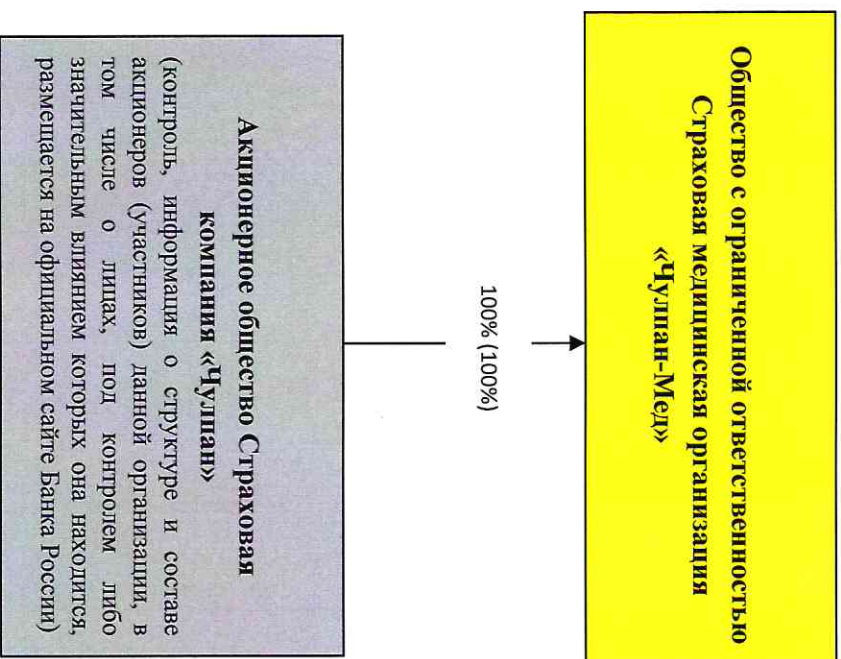 Общество с ограниченной ответственностью
Страховая медицинская организация
«Чулпан-Мед»
100% (100%)
Акционерное общество Страховая
компания «Чулпан»
(контроль, информация о структуре и составе
акционеров (участников) данной организации, в
том числе о лицах, под контролем либо
значительным влиянием которых она находится,
размещается на официальном сайте Банка России)